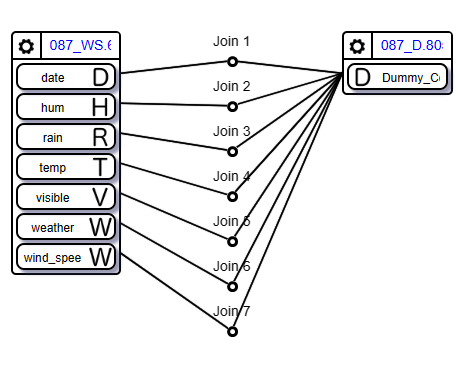 087_WS.6
date D
hum H
rain R
temp T
visible V
weather W
wind_spee W
Join 1
Join 2
Join 3
Join 4
Join 5
Join 6
Join 7
087_D.80
D Dummy_C